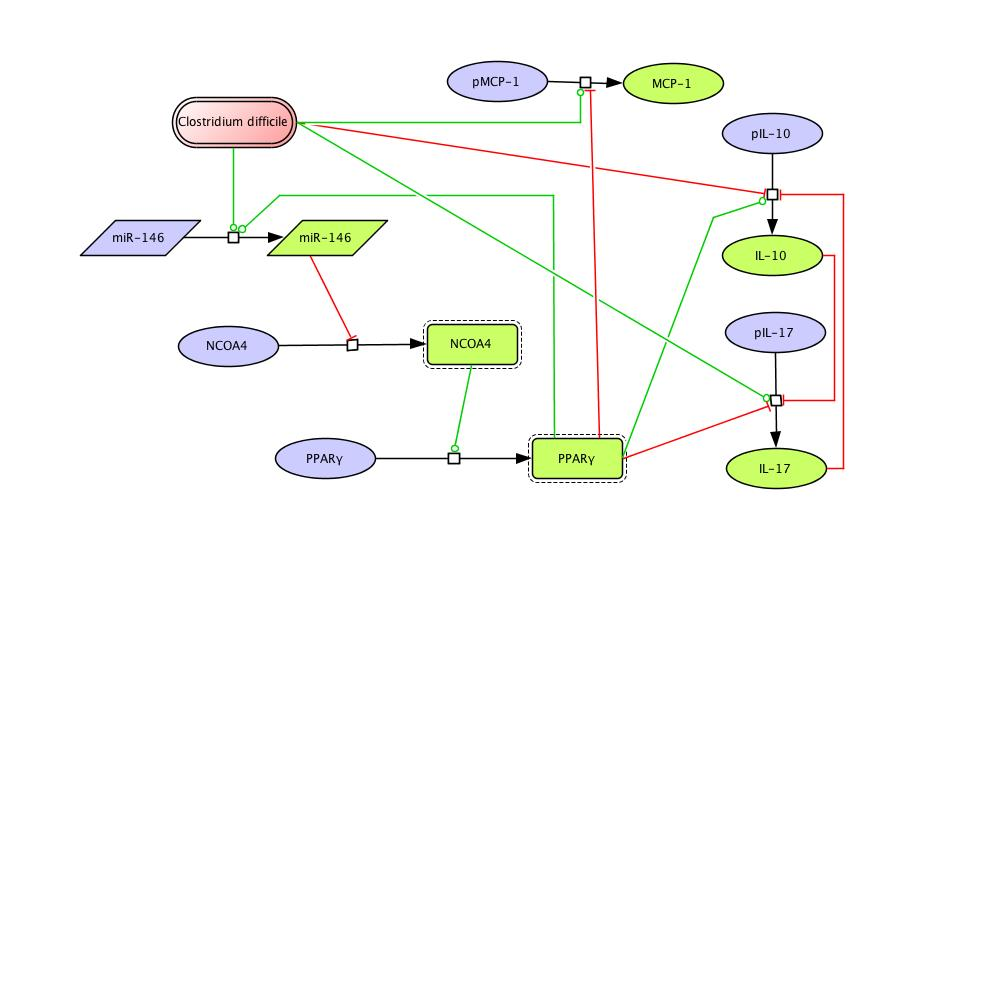 pMCP-1
MCP-1
Clostridium difficile
pIL-10
miR-146
miR-146
IL-10
pIL-17
NCOA4
NCOA4
PPARγ
PPARγ
IL-17